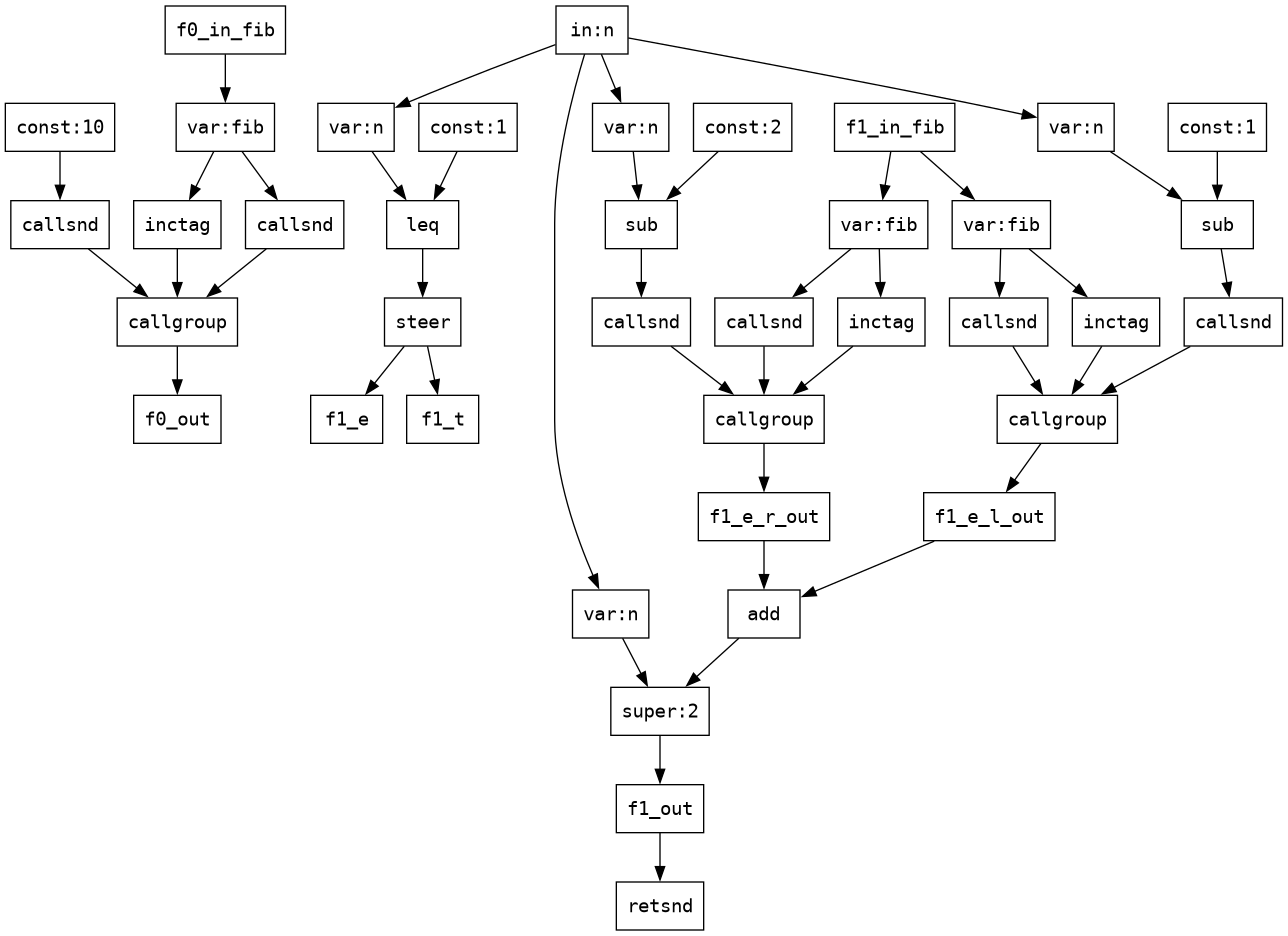 f0_in_fib
in:n
const:10
var:fib
var:n
const:1
var:n
const:2
f1_in_fib
var:n
const:1
callsnd
inctag
callsnd
leq
sub
var:fib
var:fib
sub
callgroup
steer
callsnd
callsnd
inctag
callsnd
inctag
callsnd
f0_out
f1_e
f1_t
callgroup
callgroup
f1_e_r_out
f1_e_l_out
var:n
add
super:2
f1_out
retsnd